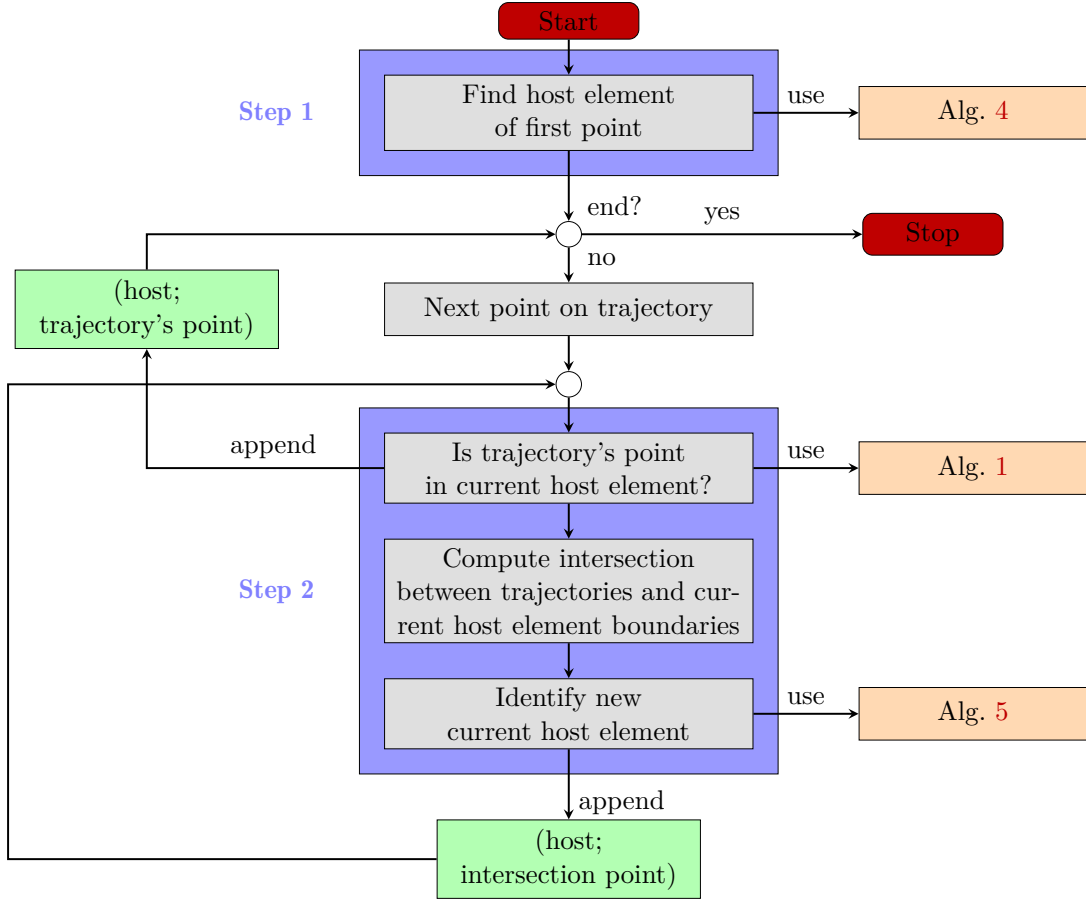 Start
Step 1
Find host element
of first point
use
Alg. 4
end?
yes
Stop
no
(host;
trajectory's point)
Next point on trajectory
append
Is trajectory's point
in current host element?
use
Alg. 1
Step 2
Compute intersection
between trajectories and cur-
rent host element boundaries
Identify new
current host element
use
Alg. 5
append
(host;
intersection point)